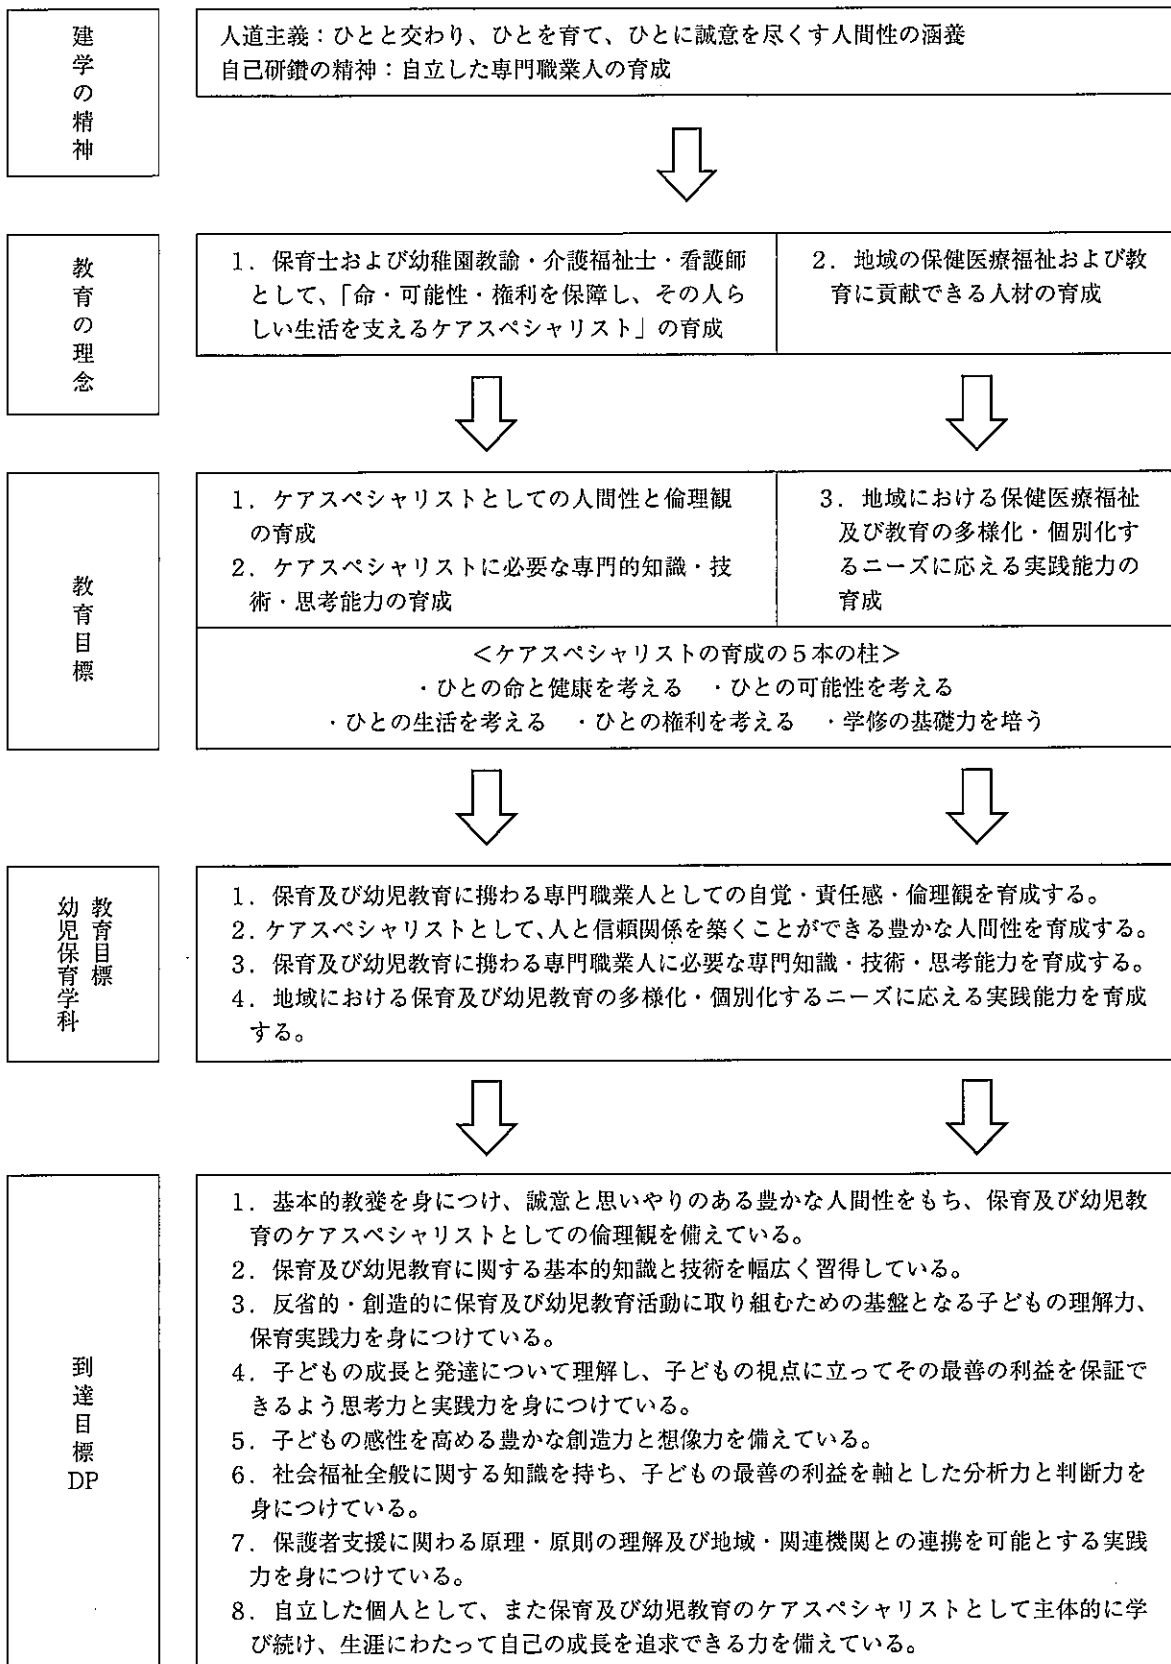 建学の精神
人道主義：ひとと交わり、ひとを育て、ひとに誠意を尽くす人間性の涵養
自己研鑽の精神：自立した専門職業人の育成
教育の理念
1．保育士および幼稚園教諭・介護福祉士・看護師
として、「命・可能性・権利を保障し、その人ら
しい生活を支えるケアスペシャリスト」の育成
2．地域の保健医療福祉および教
育に貢献できる人材の育成
教育目標
1．ケアスペシャリストとしての人間性と倫理観
の育成
2．ケアスペシャリストに必要な専門的知識・技
術・思考能力の育成
3．地域における保健医療福祉
及び教育の多様化・個別化す
るニーズに応える実践能力の
育成
＜ケアスペシャリストの育成の5本の柱＞
・ひとの命と健康を考える　・ひとの可能性を考える
・ひとの生活を考える　・ひとの権利を考える　・学修の基礎力を培う
教育目標
幼児保育学科
1．保育及び幼児教育に携わる専門職業人としての自覚・責任感・倫理観を育成する。
2．ケアスペシャリストとして、人と信頼関係を築くことができる豊かな人間性を育成する。
3．保育及び幼児教育に携わる専門職業人に必要な専門知識・技術・思考能力を育成する。
4．地域における保育及び幼児教育の多様化・個別化するニーズに応える実践能力を育成
する。
到達目標
DP
1．基本的教養を身につけ、誠意と思いやりのある豊かな人間性をもち、保育及び幼児教
育のケアスペシャリストとしての倫理観を備えている。
2．保育及び幼児教育に関する基本的知識と技術を幅広く習得している。
3．反省的・創造的に保育及び幼児教育活動に取り組むための基盤となる子どもの理解力、
保育実践力を身につけている。
4．子どもの成長と発達について理解し、子どもの視点に立ってその最善の利益を保証で
きるよう思考力と実践力を身につけている。
5．子どもの感性を高める豊かな創造力と想像力を備えている。
6．社会福祉全般に関する知識を持ち、子どもの最善の利益を軸とした分析力と判断力を
身につけている。
7．保護者支援に関わる原理・原則の理解及び地域・関連機関との連携を可能とする実践
力を身につけている。
8．自立した個人として、また保育及び幼児教育のケアスペシャリストとして主体的に学
び続け、生涯にわたって自己の成長を追求できる力を備えている。